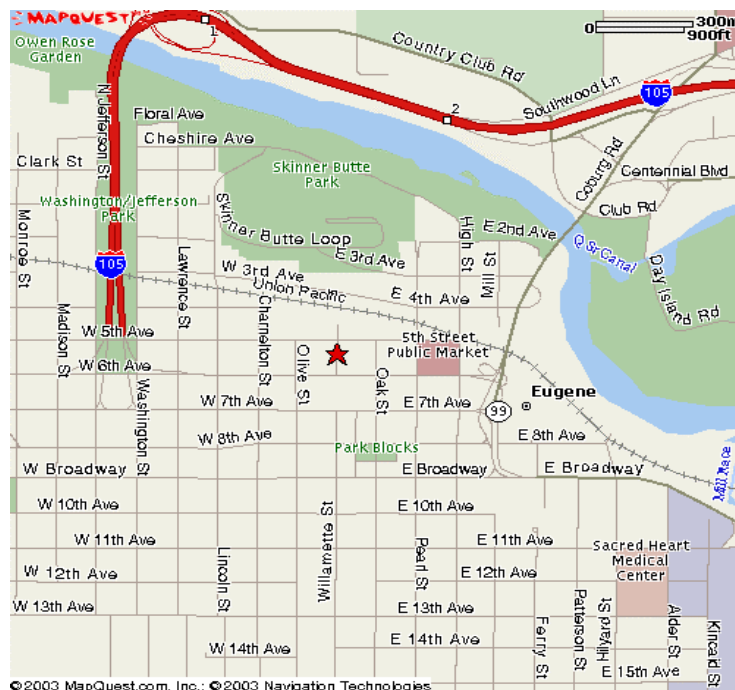 MAPQUEST
1
0 300m
900ft
Owen Rose
Garden
Country Club Rd
N Jefferson St
Southwood Ln
105
2
Floral Ave
Cheshire Ave
Coburg Rd
Clark St
Skinner Butte
Park
Centennial Blvd
Washington/Jefferson
Park
Club Rd
Monroe St
Skinner Butte Loop
High St
E 2nd Ave
Q St Canal
Lawrence St
E 3rd Ave
Mill St
Day Island Rd
105
W 3rd Ave
Union Pacific
E 4th Ave
Madison St
Charnelton St
W 5th Ave
5th Street
Public Market
W 6th Ave
Olive St
Oak St
Washington St
Eugene
W 7th Ave
E 7th Ave
99
W 8th Ave
E 8th Ave
Park Blocks
W Broadway
E Broadway
E Broadway
Mill Race
W 10th Ave
Willamette St
E 10th Ave
W 11th Ave
E 11th Ave
Sacred Heart
Medical
Center
Lincoln St
Pearl St
W 12th Ave
E 12th Ave
W 13th Ave
E 13th Ave
Ferry St
Patterson St
Hilyard St
Alder St
Kincaid St
W 14th Ave
E 14th Ave
E 15th Ave
©2003 MapQuest.com, Inc.; ©2003 Navigation Technologies